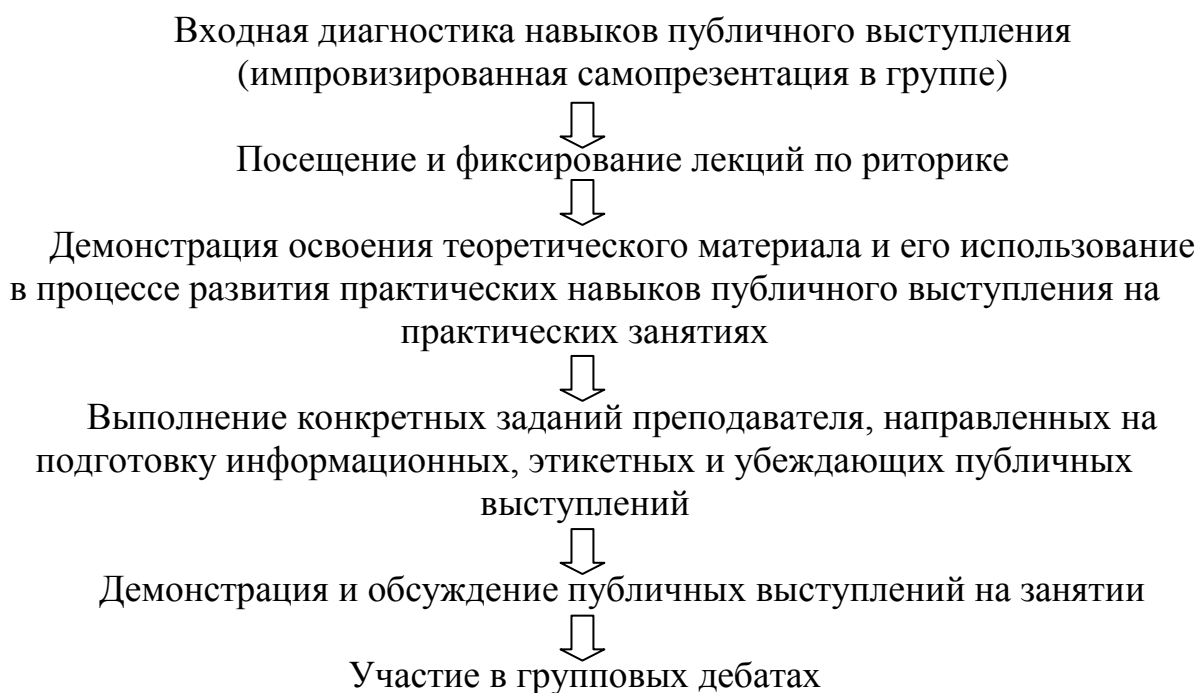 Входная диагностика навыков публичного выступления
(импровизированная самопрезентация в группе)
Посещение и фиксирование лекций по риторике
Демонстрация освоения теоретического материала и его использование
в процессе развития практических навыков публичного выступления на
практических занятиях
Выполнение конкретных заданий преподавателя, направленных на
подготовку информационных, этикетных и убеждающих публичных
выступлений
Демонстрация и обсуждение публичных выступлений на занятии
Участие в групповых дебатах